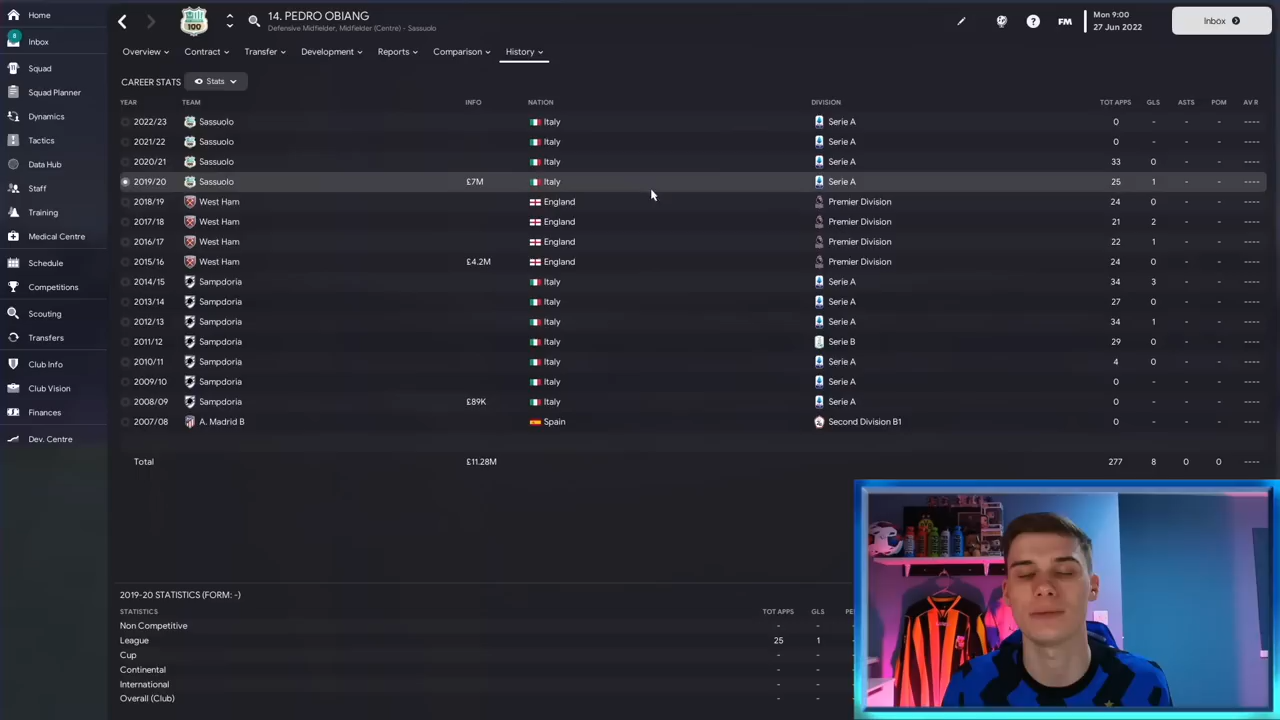 Home
8
Inbox
Squad
Squad Planner
Dynamics
Tactics
Data Hub
Staff
Training
Medical Centre
Schedule
Competitions
Scouting
Transfers
Club Info
Club Vision
Finances
Dev. Centre
100
14. PEDRO OBIANG
Defensive Midfielder, Midfielder (Centre) - Sassuolo
? FM Mon 9:00
27 Jun 2022
Inbox
Overview Contract Transfer Development Reports Comparison History
CAREER STATS Stats
YEAR TEAM INFO NATION DIVISION TOT APPS GLS ASTS POM AV R
2022/23 Sassuolo Italy Serie A 0 - - - ----
2021/22 Sassuolo Italy Serie A 0 - - - ----
2020/21 Sassuolo Italy Serie A 33 0 - - ----
2019/20 Sassuolo £7M Italy Serie A 25 1 - - ----
2018/19 West Ham England Premier Division 24 0 - - ----
2017/18 West Ham England Premier Division 21 2 - - ----
2016/17 West Ham England Premier Division 22 1 - - ----
2015/16 West Ham £4.2M England Premier Division 24 0 - - ----
2014/15 Sampdoria Italy Serie A 34 3 - - ----
2013/14 Sampdoria Italy Serie A 27 0 - - ----
2012/13 Sampdoria Italy Serie A 34 1 - - ----
2011/12 Sampdoria Italy Serie B 29 0 - - ----
2010/11 Sampdoria Italy Serie A 4 0 - - ----
2009/10 Sampdoria Italy Serie A 0 - - - ----
2008/09 Sampdoria £89K Italy Serie A 0 - - - ----
2007/08 A. Madrid B Spain Second Division B1 0 - - - ----
Total £11.28M 277 8 0 0 ----
2019-20 STATISTICS (FORM: -)
STATISTICS TOT APPS GLS PE
Non Competitive - - -
League 25 1 -
Cup - - -
Continental - - -
International - - -
Overall (Club) - - -